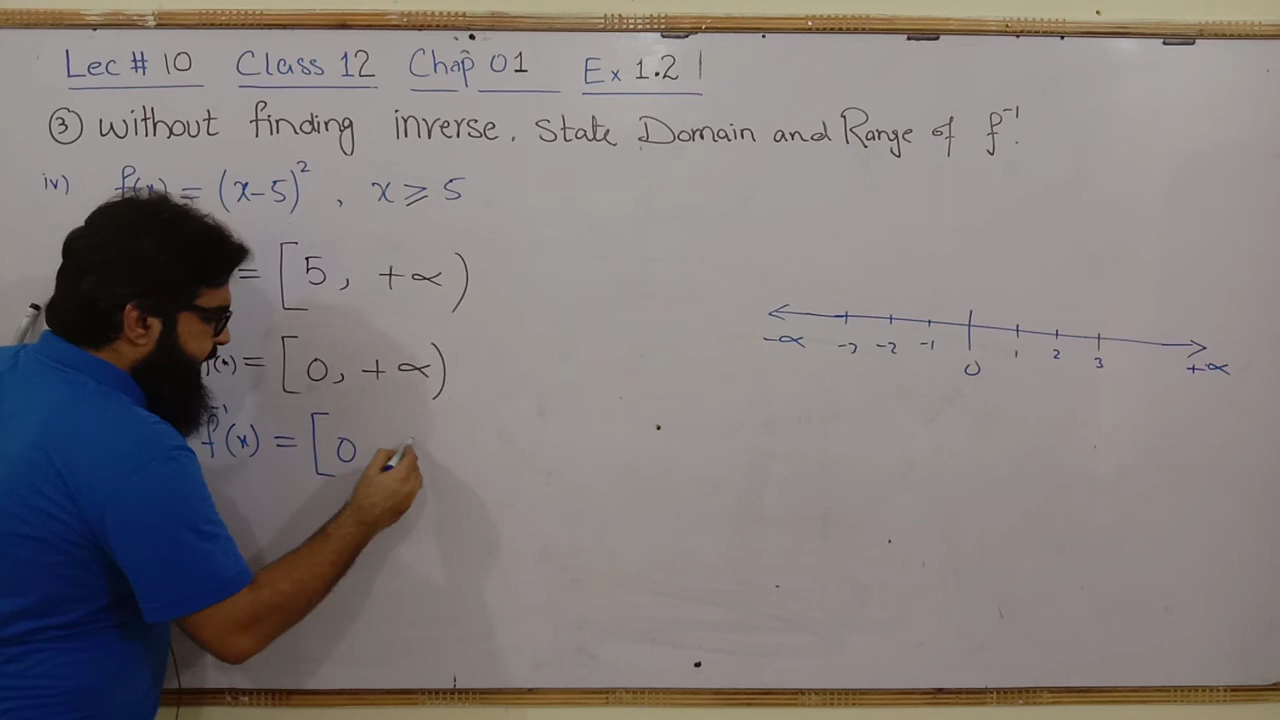 Lec # 10 Class 12 Chap 01 Ex 1.2
③ Without finding inverse. State Domain and Range of f⁻¹.
iv) f(x) = (x-5)², x ⩾ 5
= [5, +∝)
(x) = [0, +∝)
f⁻¹(x) = [0
-∝ -3 -2 -1 0 1 2 3 +∝